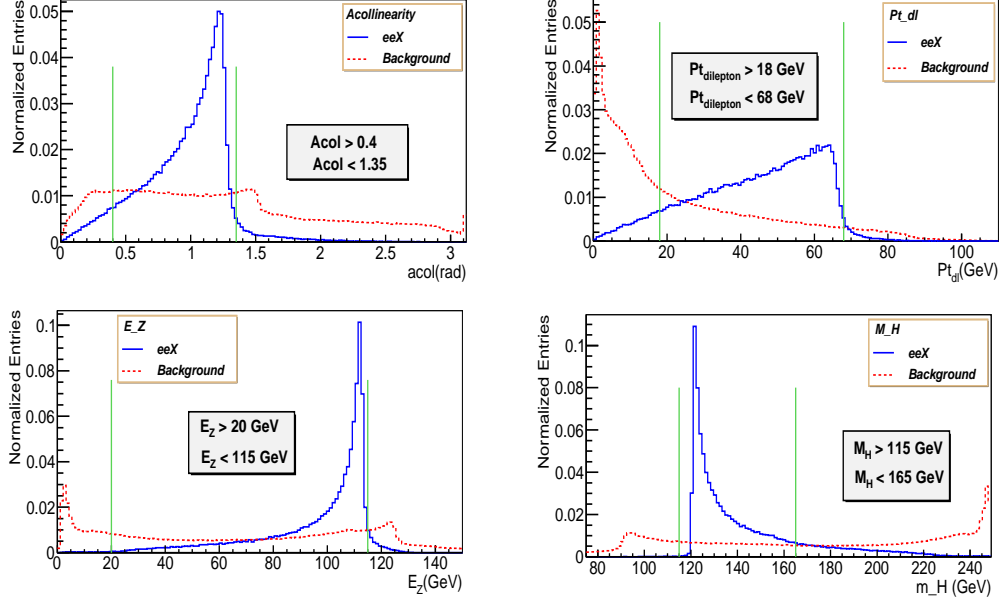 Normalized Entries
0.05
0.04
0.03
0.02
0.01
0
Acollinearity
eeX
Background
Acol > 0.4
Acol < 1.35
0 0.5 1 1.5 2 2.5 3
acol(rad)
Normalized Entries
0.05
0.04
0.03
0.02
0.01
0
Pt_dl
eeX
Background
Pt_dilepton > 18 GeV
Pt_dilepton < 68 GeV
0 20 40 60 80 100
Pt_dl(GeV)
Normalized Entries
0.1
0.08
0.06
0.04
0.02
0
E_Z
eeX
Background
E_Z > 20 GeV
E_Z < 115 GeV
0 20 40 60 80 100 120 140
E_Z(GeV)
Normalized Entries
0.1
0.08
0.06
0.04
0.02
0
M_H
eeX
Background
M_H > 115 GeV
M_H < 165 GeV
80 100 120 140 160 180 200 220 240
m_H (GeV)